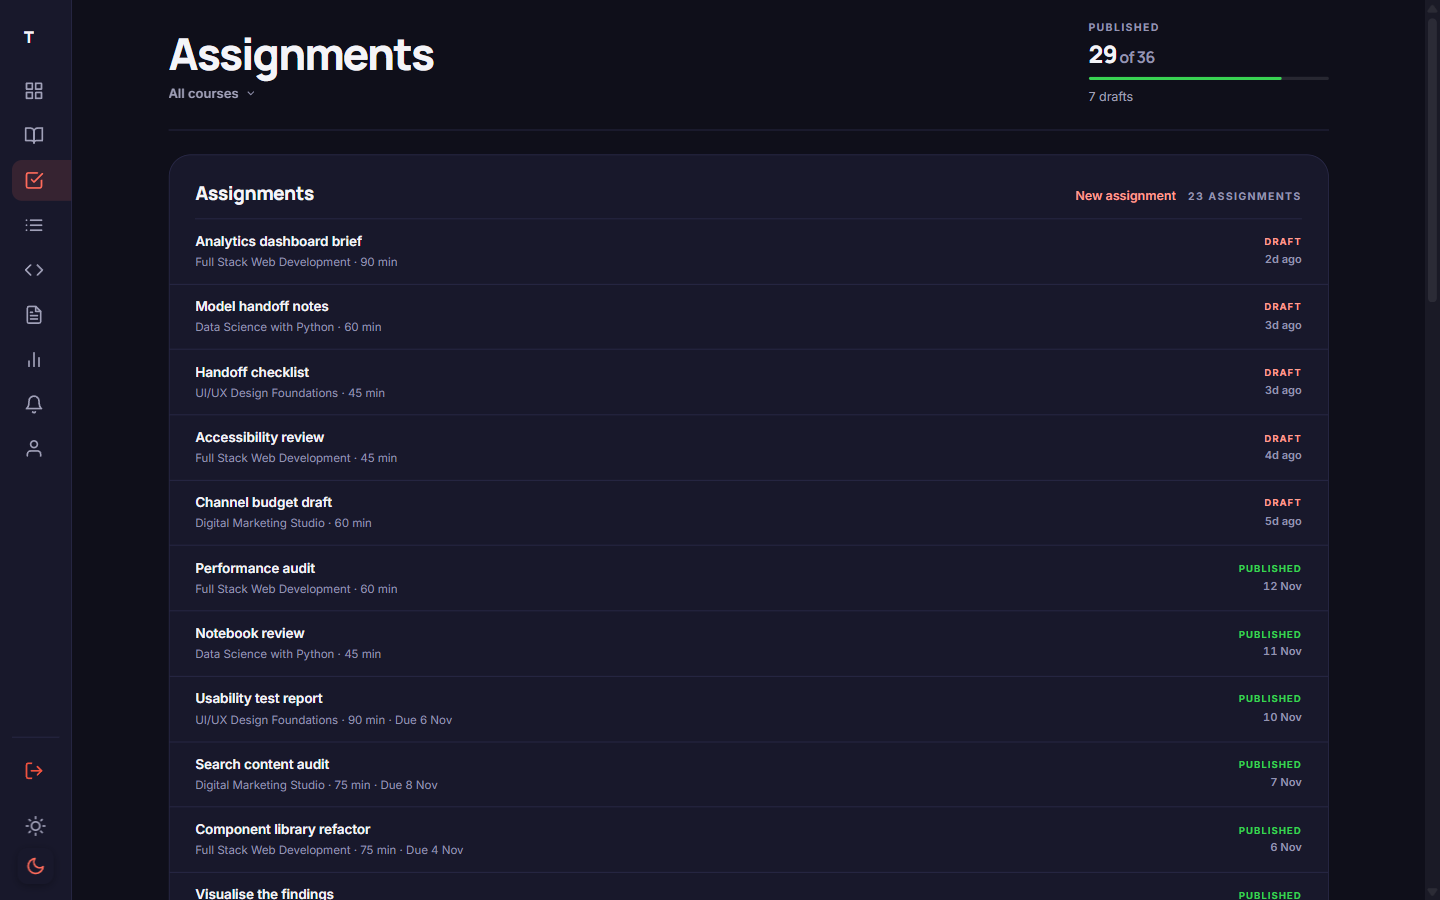 T
Assignments
All courses
PUBLISHED
29 of 36
7 drafts
Assignments
New assignment 23 ASSIGNMENTS
Analytics dashboard brief
DRAFT
Full Stack Web Development · 90 min
2d ago
Model handoff notes
DRAFT
Data Science with Python · 60 min
3d ago
Handoff checklist
DRAFT
UI/UX Design Foundations · 45 min
3d ago
Accessibility review
DRAFT
Full Stack Web Development · 45 min
4d ago
Channel budget draft
DRAFT
Digital Marketing Studio · 60 min
5d ago
Performance audit
PUBLISHED
Full Stack Web Development · 60 min
12 Nov
Notebook review
PUBLISHED
Data Science with Python · 45 min
11 Nov
Usability test report
PUBLISHED
UI/UX Design Foundations · 90 min · Due 6 Nov
10 Nov
Search content audit
PUBLISHED
Digital Marketing Studio · 75 min · Due 8 Nov
7 Nov
Component library refactor
PUBLISHED
Full Stack Web Development · 75 min · Due 4 Nov
6 Nov
Visualise the findings
PUBLISHED